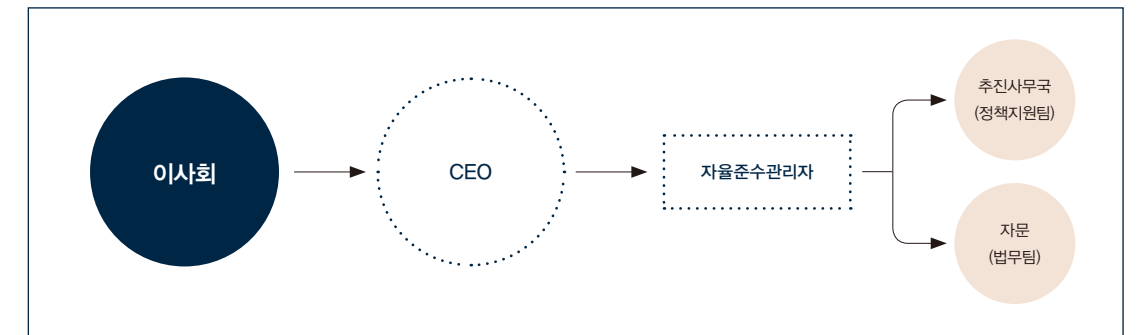 이사회
CEO
자율준수관리자
추진사무국
(정책지원팀)
자문
(법무팀)